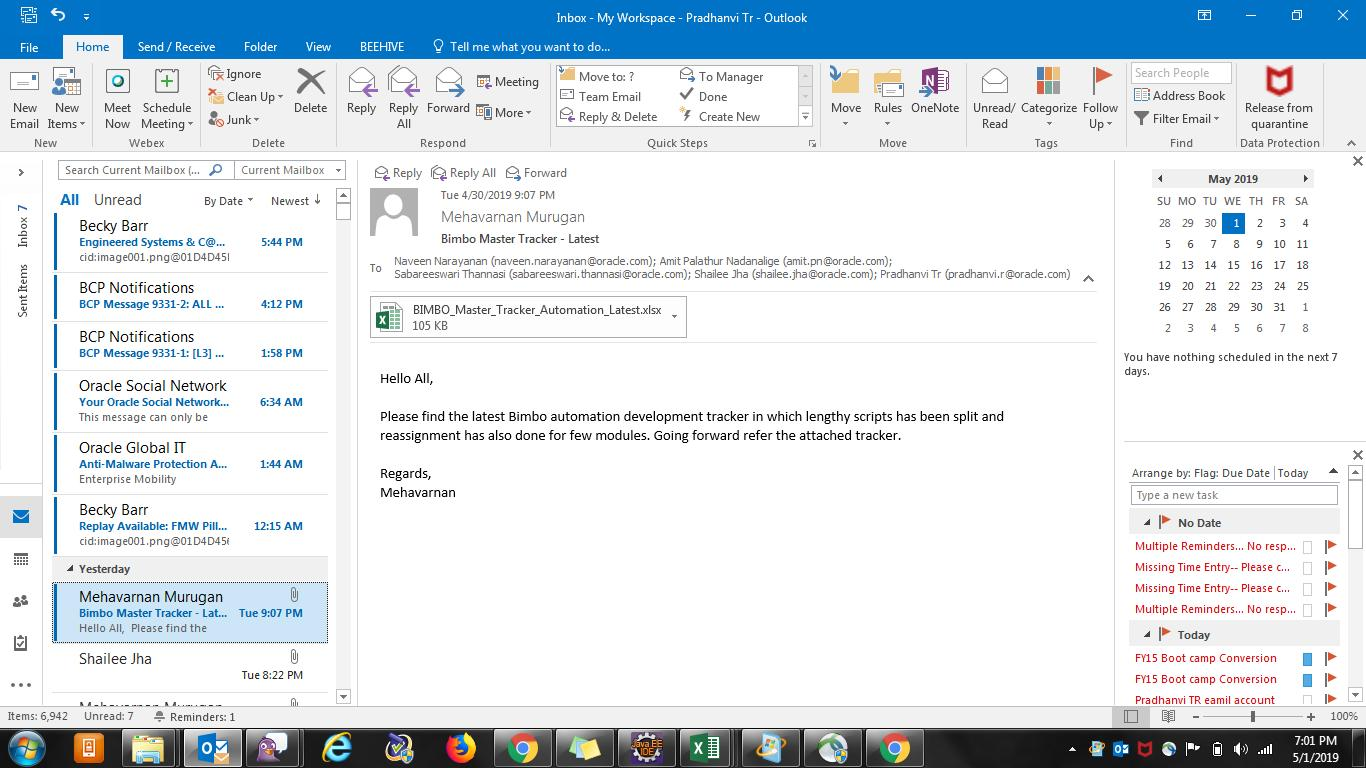 Inbox - My Workspace - Pradhanvi Tr - Outlook
File Home Send / Receive Folder View BEEHIVE Tell me what you want to do...
New Email
New Items
New
Meet Now
Schedule Meeting
Webex
Ignore
Clean Up
Junk
Delete
Delete
Reply
Reply All
Forward
Meeting
More
Respond
Move to: ?
Team Email
Reply & Delete
To Manager
Done
Create New
Quick Steps
Move
Rules
OneNote
Move
Unread/ Read
Categorize
Follow Up
Tags
Search People
Address Book
Filter Email
Find
Release from quarantine
Data Protection
Inbox 7
Sent Items
Search Current Mailbox (... Current Mailbox
All Unread By Date Newest
Becky Barr
Engineered Systems & C@... 5:44 PM
cid:image001.png@01D4D45
BCP Notifications
BCP Message 9331-2: ALL ... 4:12 PM
BCP Notifications
BCP Message 9331-1: [L3] ... 1:58 PM
Oracle Social Network
Your Oracle Social Network... 6:34 AM
This message can only be
Oracle Global IT
Anti-Malware Protection A... 1:44 AM
Enterprise Mobility
Becky Barr
Replay Available: FMW Pill... 12:15 AM
cid:image001.png@01D4D456
Yesterday
Mehavarnan Murugan
Bimbo Master Tracker - Lat... Tue 9:07 PM
Hello All, Please find the
Shailee Jha
Tue 8:22 PM
Mehavarnan Murugan
Reply Reply All Forward
Tue 4/30/2019 9:07 PM
Mehavarnan Murugan
Bimbo Master Tracker - Latest
To Naveen Narayanan (naveen.narayanan@oracle.com); Amit Palathur Nadanalige (amit.pn@oracle.com);
Sabareeswari Thannasi (sabareeswari.thannasi@oracle.com); Shailee Jha (shailee.jha@oracle.com); Pradhanvi Tr (pradhanvi.r@oracle.com)
BIMBO_Master_Tracker_Automation_Latest.xlsx
105 KB
Hello All,
Please find the latest Bimbo automation development tracker in which lengthy scripts has been split and
reassignment has also done for few modules. Going forward refer the attached tracker.
Regards,
Mehavarnan
May 2019
SU MO TU WE TH FR SA
28 29 30 1 2 3 4
5 6 7 8 9 10 11
12 13 14 15 16 17 18
19 20 21 22 23 24 25
26 27 28 29 30 31 1
2 3 4 5 6 7 8
You have nothing scheduled in the next 7
days.
Arrange by: Flag: Due Date Today
Type a new task
No Date
Multiple Reminders... No resp...
Missing Time Entry-- Please c...
Missing Time Entry-- Please c...
Multiple Reminders... No resp...
Today
FY15 Boot camp Conversion
FY15 Boot camp Conversion
Pradhanvi TR eamil account
Items: 6,942 Unread: 7 Reminders: 1 100%
Java EE
IDE
7:01 PM
5/1/2019